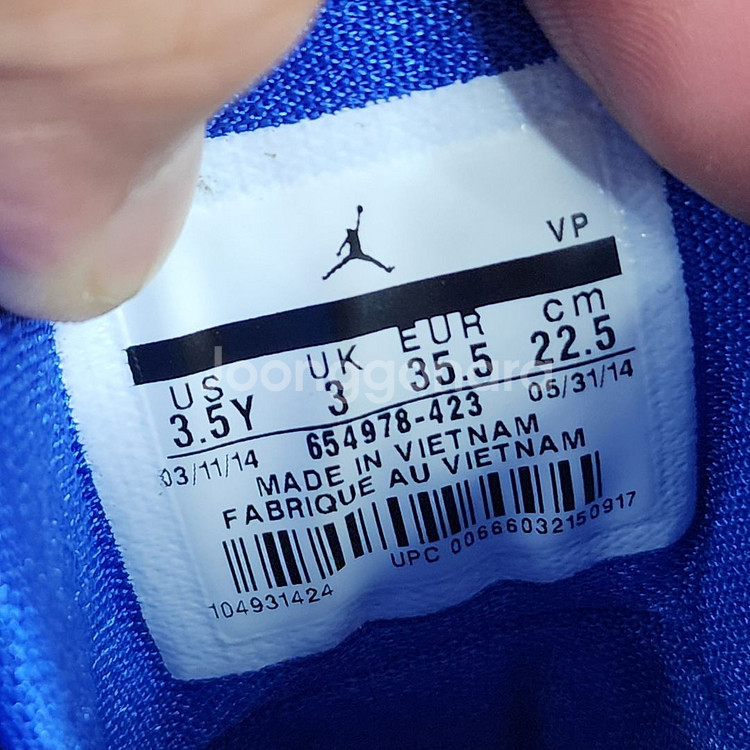 VP
US UK EUR cm
3.5Y 3 35.5 22.5
03/11/14 654978-423 05/31/14
MADE IN VIETNAM
FABRIQUE AU VIETNAM
UPC 00666032150917
104931424